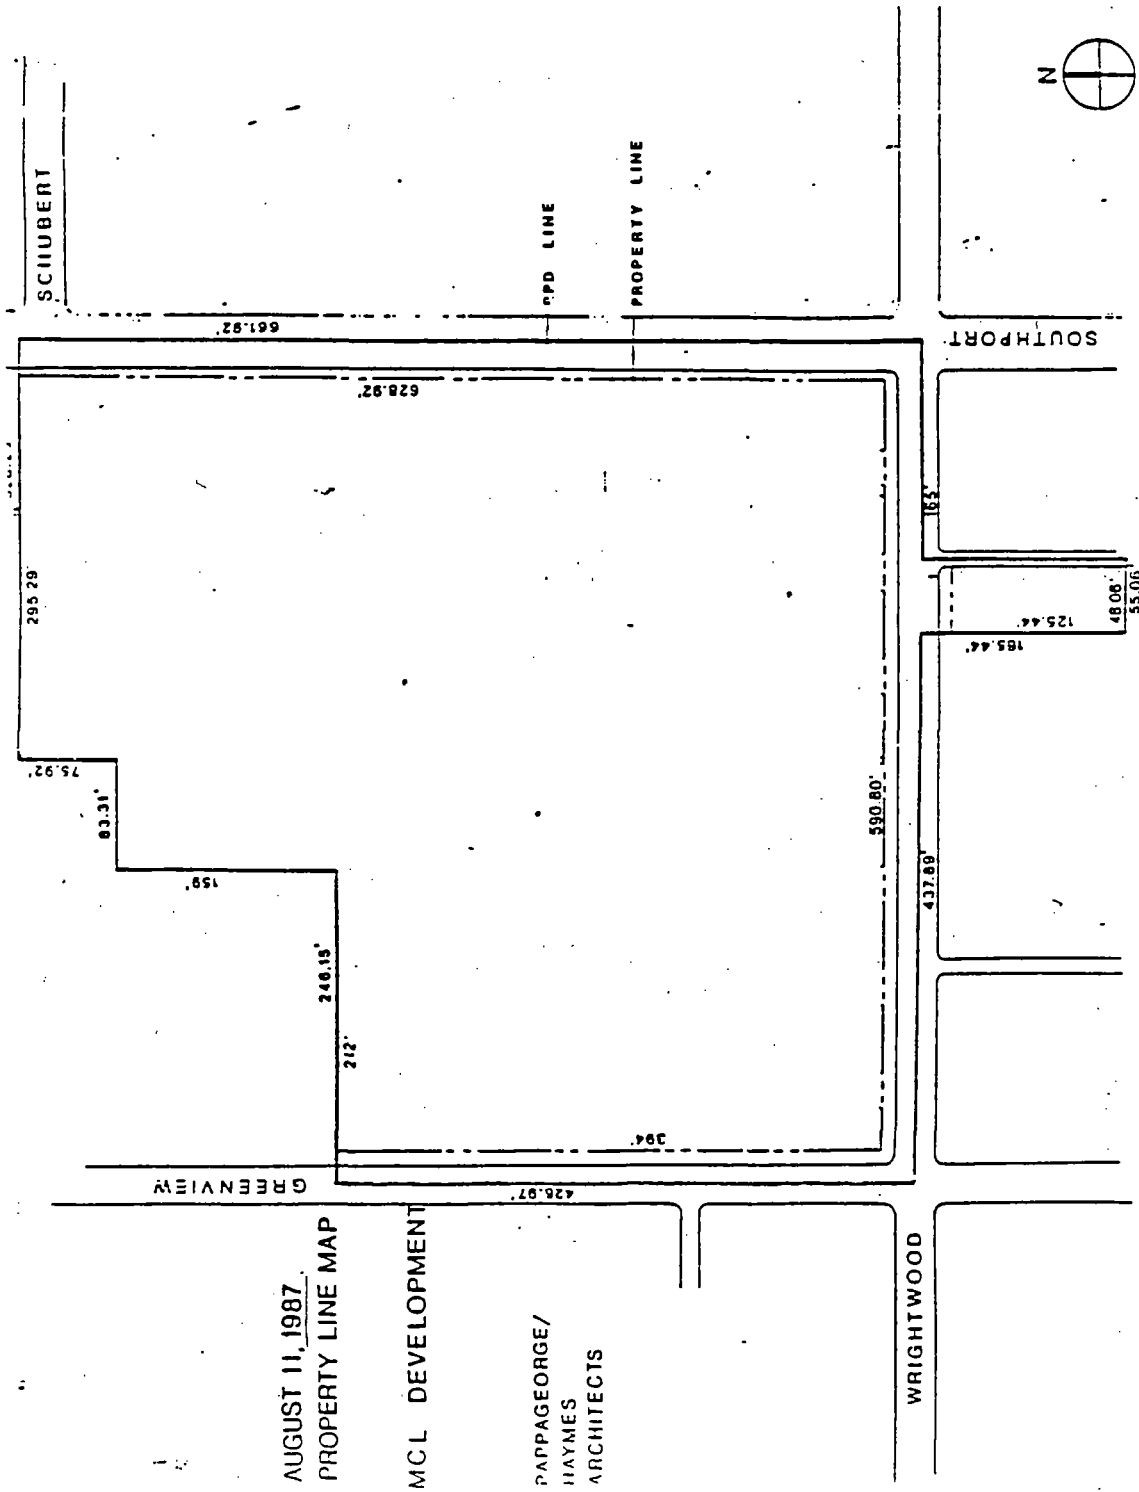 AUGUST 11, 1987
PROPERTY LINE MAP
MCL DEVELOPMENT
PAPPAGEORGE/
HAYMES
ARCHITECTS
GREENVIEW
WRIGHTWOOD
SCHUBERT
SOUTHPORT
PROPERTY LINE
LINE
N
661.92'
628.92'
295.29'
75.92'
83.31'
159'
246.15'
212'
394'
426.97'
590.80'
437.89'
165'
125.44'
165.44'
48.06'
55.06